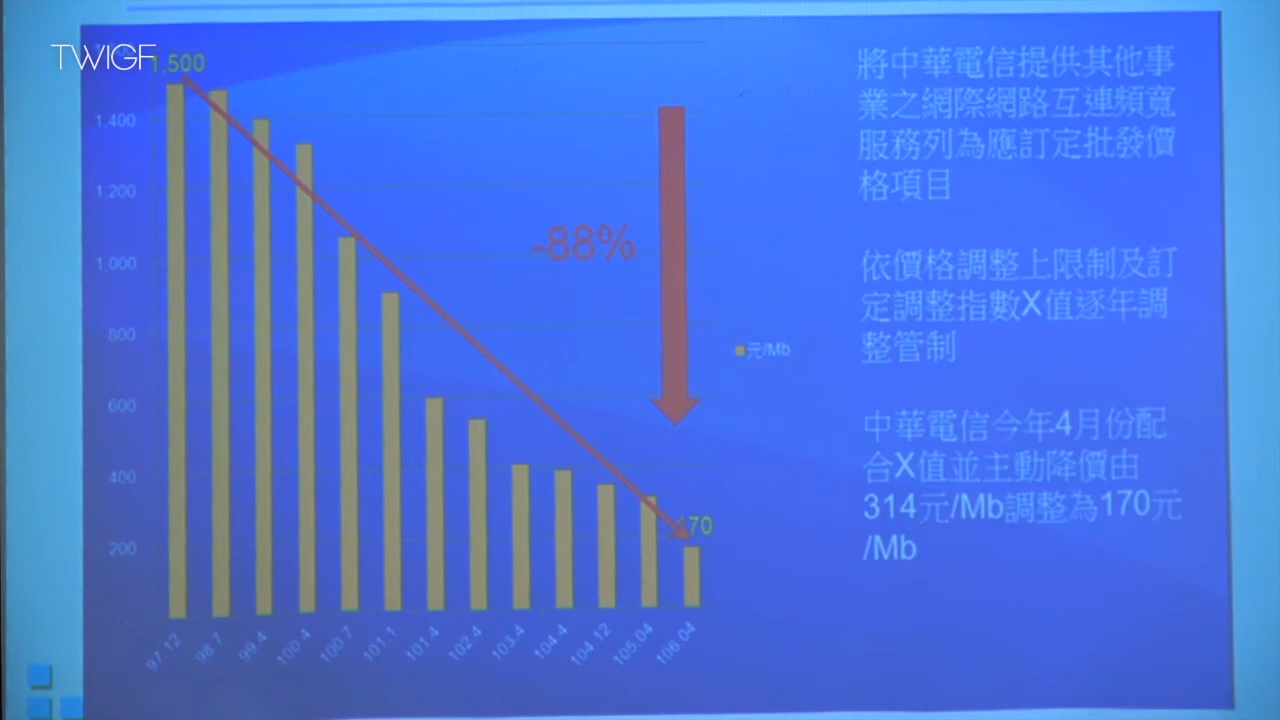 TWIGF
1,500
1,400
1,200
1,000
800
600
400
200
97.12
98.7
99.4
100.4
100.7
101.1
101.4
102.4
103.4
104.4
104.12
105.04
106.04
70
-88%
元/Mb
將中華電信提供其他事
業之網際網路互連頻寬
服務列為應訂定批發價
格項目
依價格調整上限制及訂
定調整指數X值逐年調
整管制
中華電信今年4月份配
合X值並主動降價由
314元/Mb調整為170元
/Mb